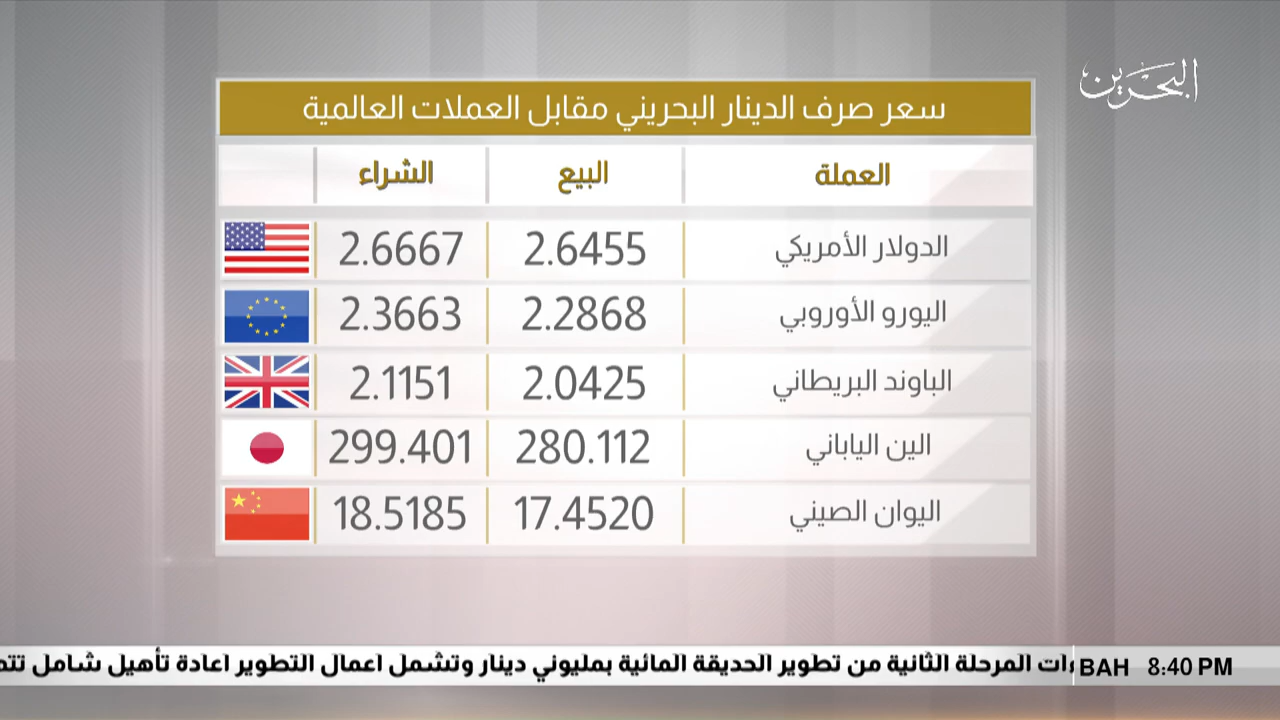 البحرين
سعر صرف الدينار البحريني مقابل العملات العالمية
العملة البيع الشراء
الدولار الأمريكي 2.6455 2.6667
اليورو الأوروبي 2.2868 2.3663
الباوند البريطاني 2.0425 2.1151
الين الياباني 280.112 299.401
اليوان الصيني 17.4520 18.5185
BAH 8:40 PM
المرحلة الثانية من تطوير الحديقة المائية بمليوني دينار وتشمل اعمال التطوير اعادة تأهيل شامل